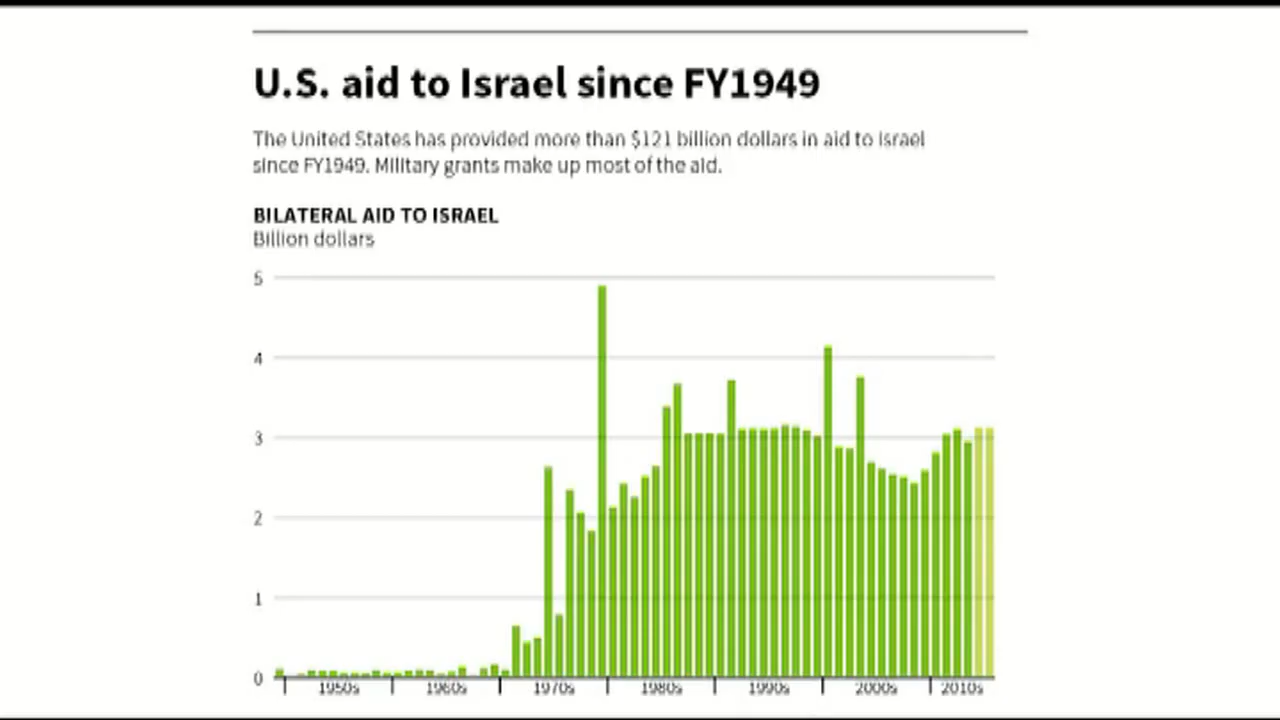 U.S. aid to Israel since FY1949
The United States has provided more than $121 billion dollars in aid to Israel
since FY1949. Military grants make up most of the aid.
BILATERAL AID TO ISRAEL
Billion dollars
5
4
3
2
1
0
1950s 1960s 1970s 1980s 1990s 2000s 2010s